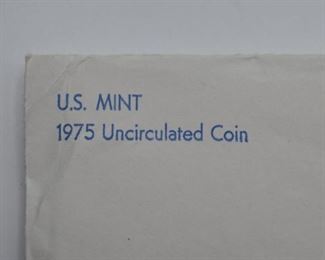 U.S. MINT
1975 Uncirculated Coin